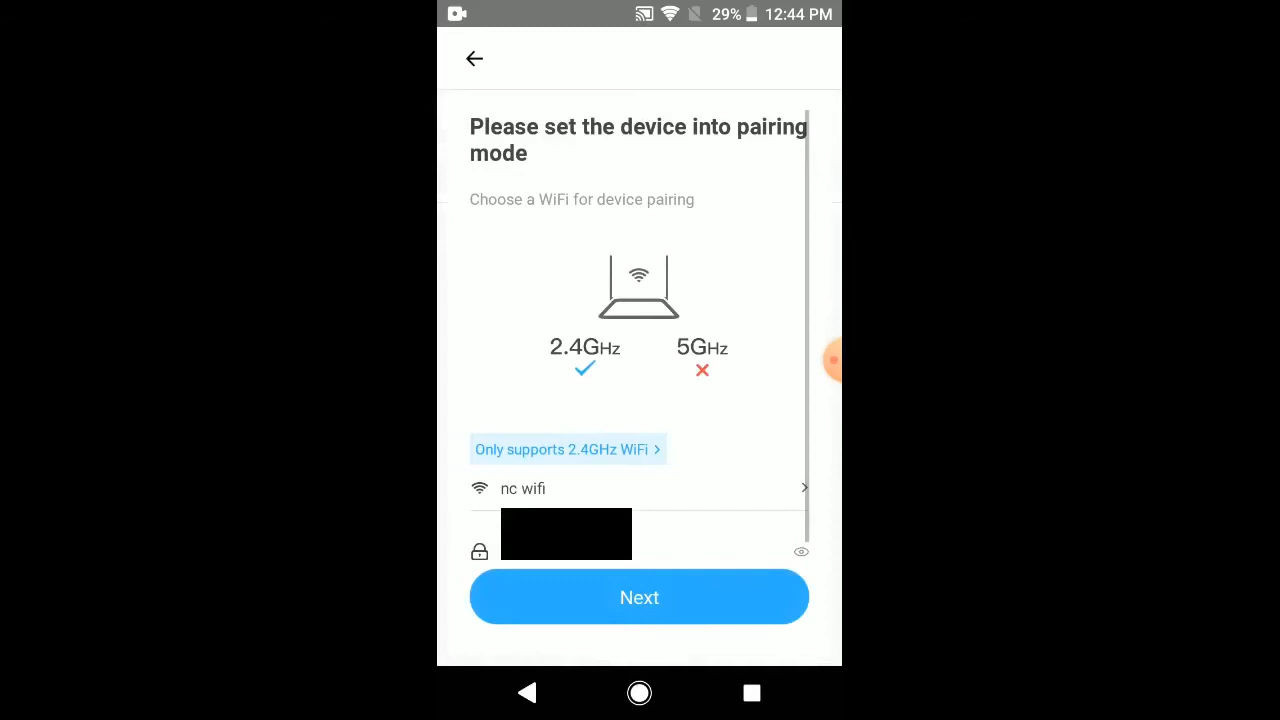 29% 12:44 PM
Please set the device into pairing
mode
Choose a WiFi for device pairing
2.4GHz 5GHz
Only supports 2.4GHz WiFi >
nc wifi
Next